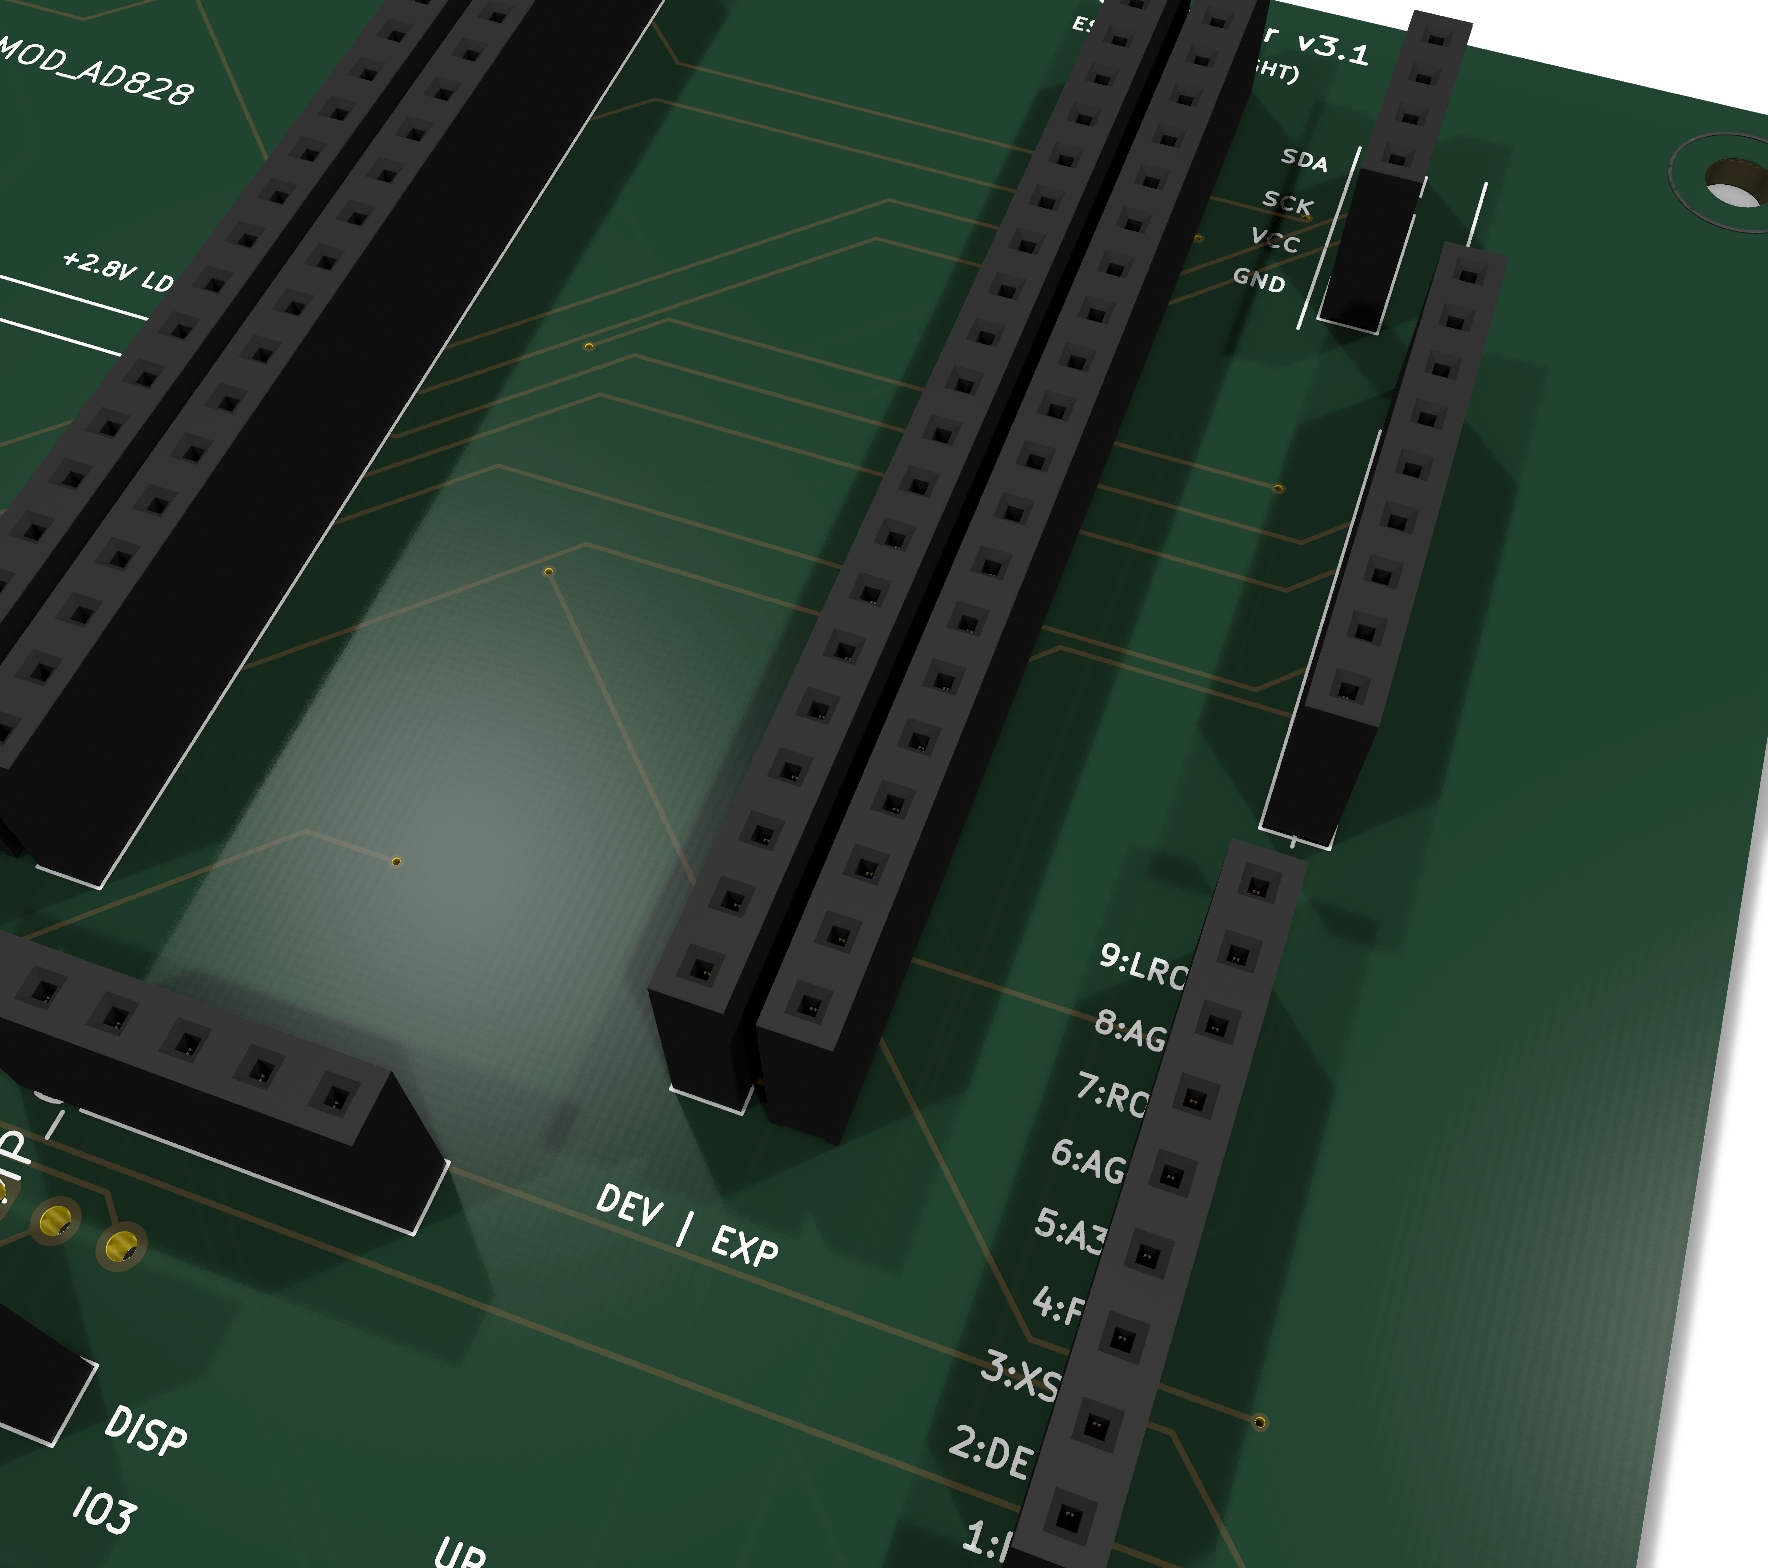 MOD_AD828
v3.1
SDA
SCK
VCC
GND
+2.8V LD
9:LRC
8:AG
7:RC
6:AG
5:A3
4:F
3:XS
2:DE
1:
DEV | EXP
DISP
IO3
UP